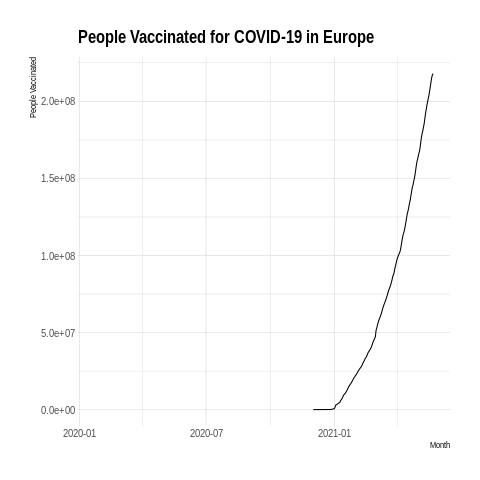 People Vaccinated for COVID-19 in Europe
People Vaccinated
2.0e+08
1.5e+08
1.0e+08
5.0e+07
0.0e+00
2020-01 2020-07 2021-01
Month